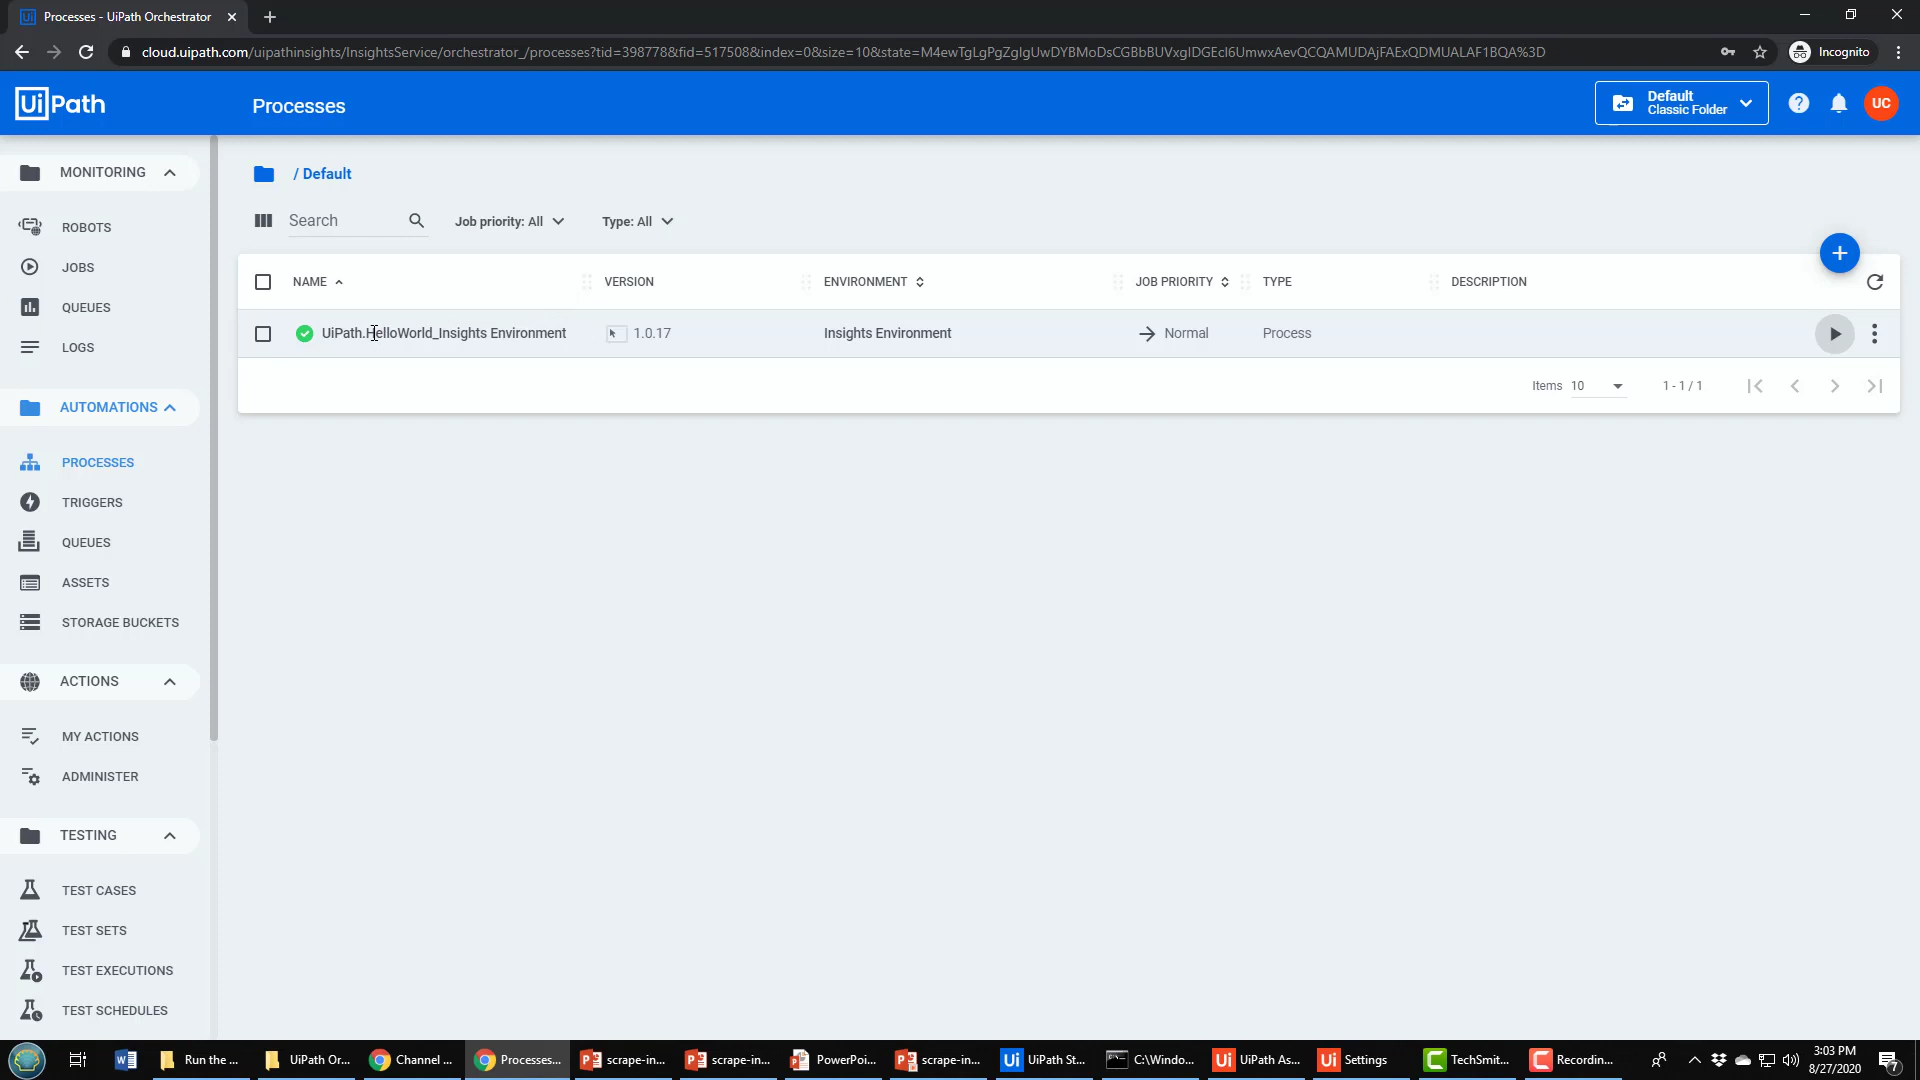 Processes - UiPath Orchestrator
cloud.uipath.com/uipathinsights/InsightsService/orchestrator_/processes?tid=398778&fid=517508&index=0&size=10&state=M4ewTgLgPgZglgUwDYBMoDsCGBbBUVxgIDGEcI6UmwxAevQCQAMUDAjFAExQDMUALAF1BQA%3D
Incognito
UiPath
Processes
Default
Classic Folder
UC
MONITORING
ROBOTS
JOBS
QUEUES
LOGS
AUTOMATIONS
PROCESSES
TRIGGERS
QUEUES
ASSETS
STORAGE BUCKETS
ACTIONS
MY ACTIONS
ADMINISTER
TESTING
TEST CASES
TEST SETS
TEST EXECUTIONS
TEST SCHEDULES
/ Default
Search
Job priority: All
Type: All
NAME VERSION ENVIRONMENT JOB PRIORITY TYPE DESCRIPTION
UiPath.HelloWorld_Insights Environment 1.0.17 Insights Environment Normal Process
Items 10 1 - 1 / 1
Run the ...
UiPath Or...
Channel ...
Processes...
scrape-in...
scrape-in...
PowerPoi...
scrape-in...
UiPath St...
C:\Windo...
UiPath As...
Settings
TechSmit...
Recordin...
3:03 PM
8/27/2020
7